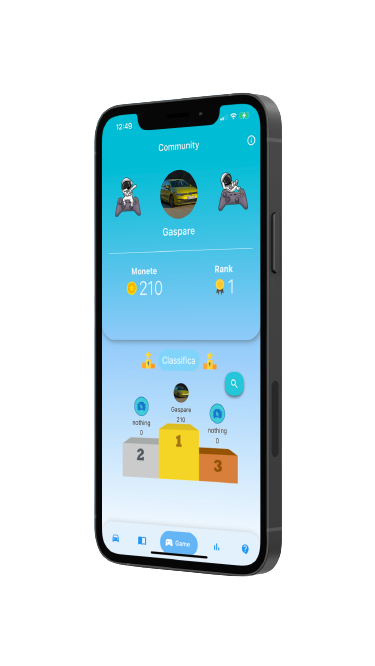 12:49
Community
Gaspare
Monete
210
Rank
1
Classifica
Gaspare
210
nothing
0
nothing
0
1
2
3
Game